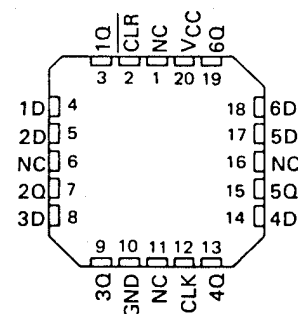 1Q CLR NC VCC 6Q
3 2 1 20 19
1D 4 18 6D
2D 5 17 5D
NC 6 16 NC
2Q 7 15 5Q
3D 8 14 4D
9 10 11 12 13
3Q GND NC CLK 4Q